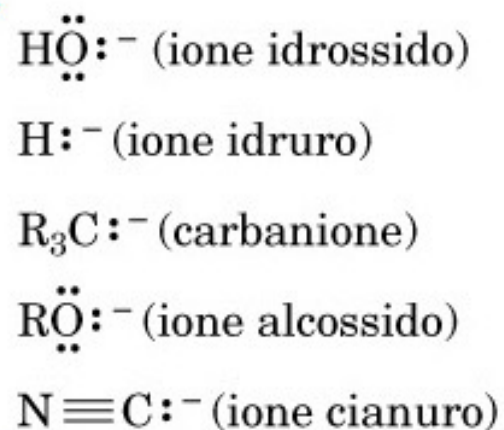 HÖ:⁻ (ione idrossido)
H:⁻ (ione idruro)
R₃C:⁻ (carbanione)
RÖ:⁻ (ione alcossido)
N≡C:⁻ (ione cianuro)